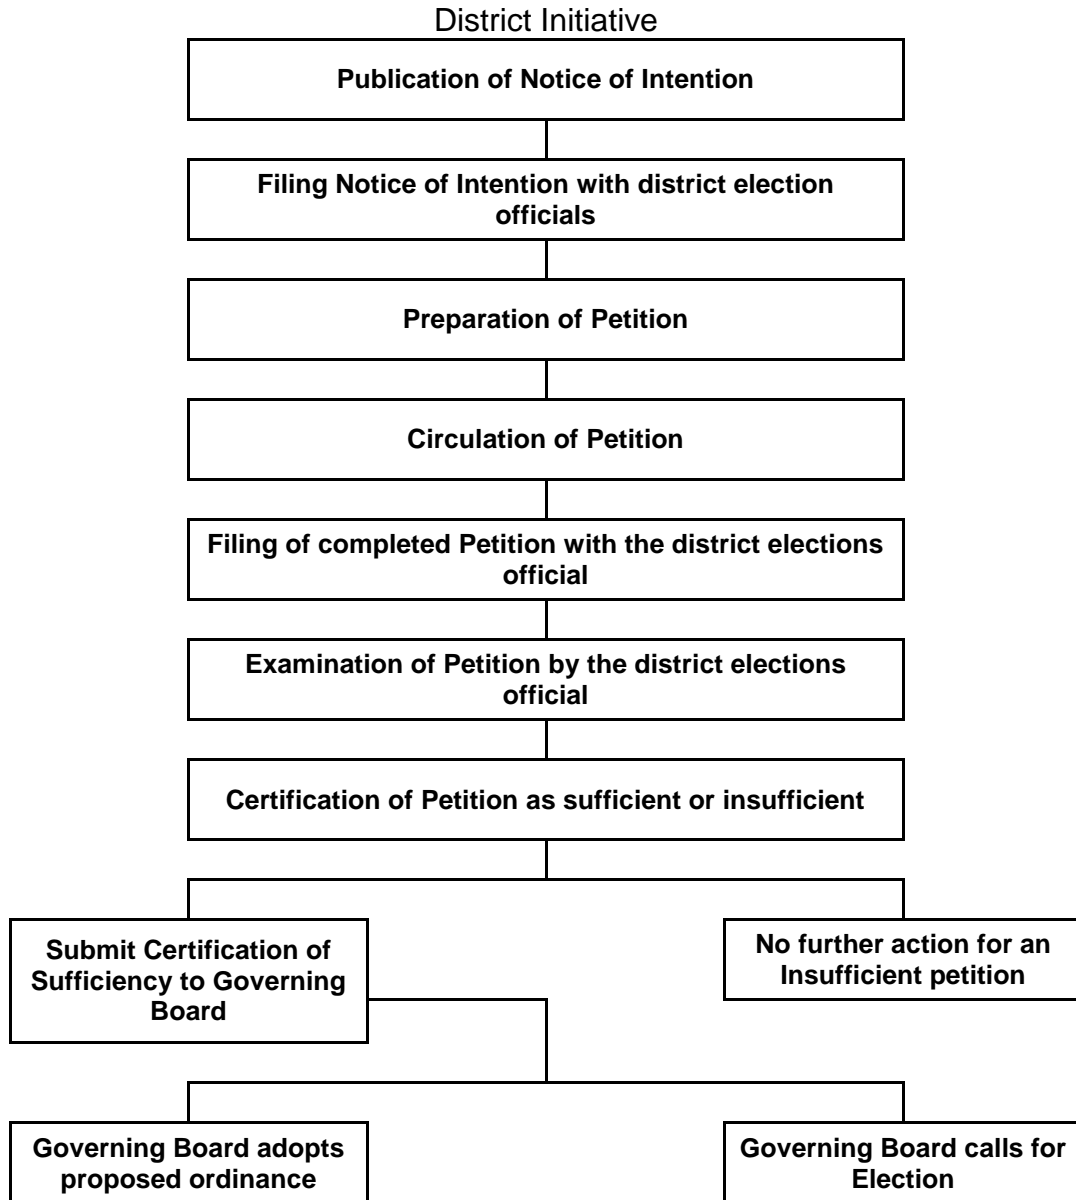 District Initiative
Publication of Notice of Intention
Filing Notice of Intention with district election
officials
Preparation of Petition
Circulation of Petition
Filing of completed Petition with the district elections
official
Examination of Petition by the district elections
official
Certification of Petition as sufficient or insufficient
Submit Certification of
Sufficiency to Governing
Board
No further action for an
Insufficient petition
Governing Board adopts
proposed ordinance
Governing Board calls for
Election